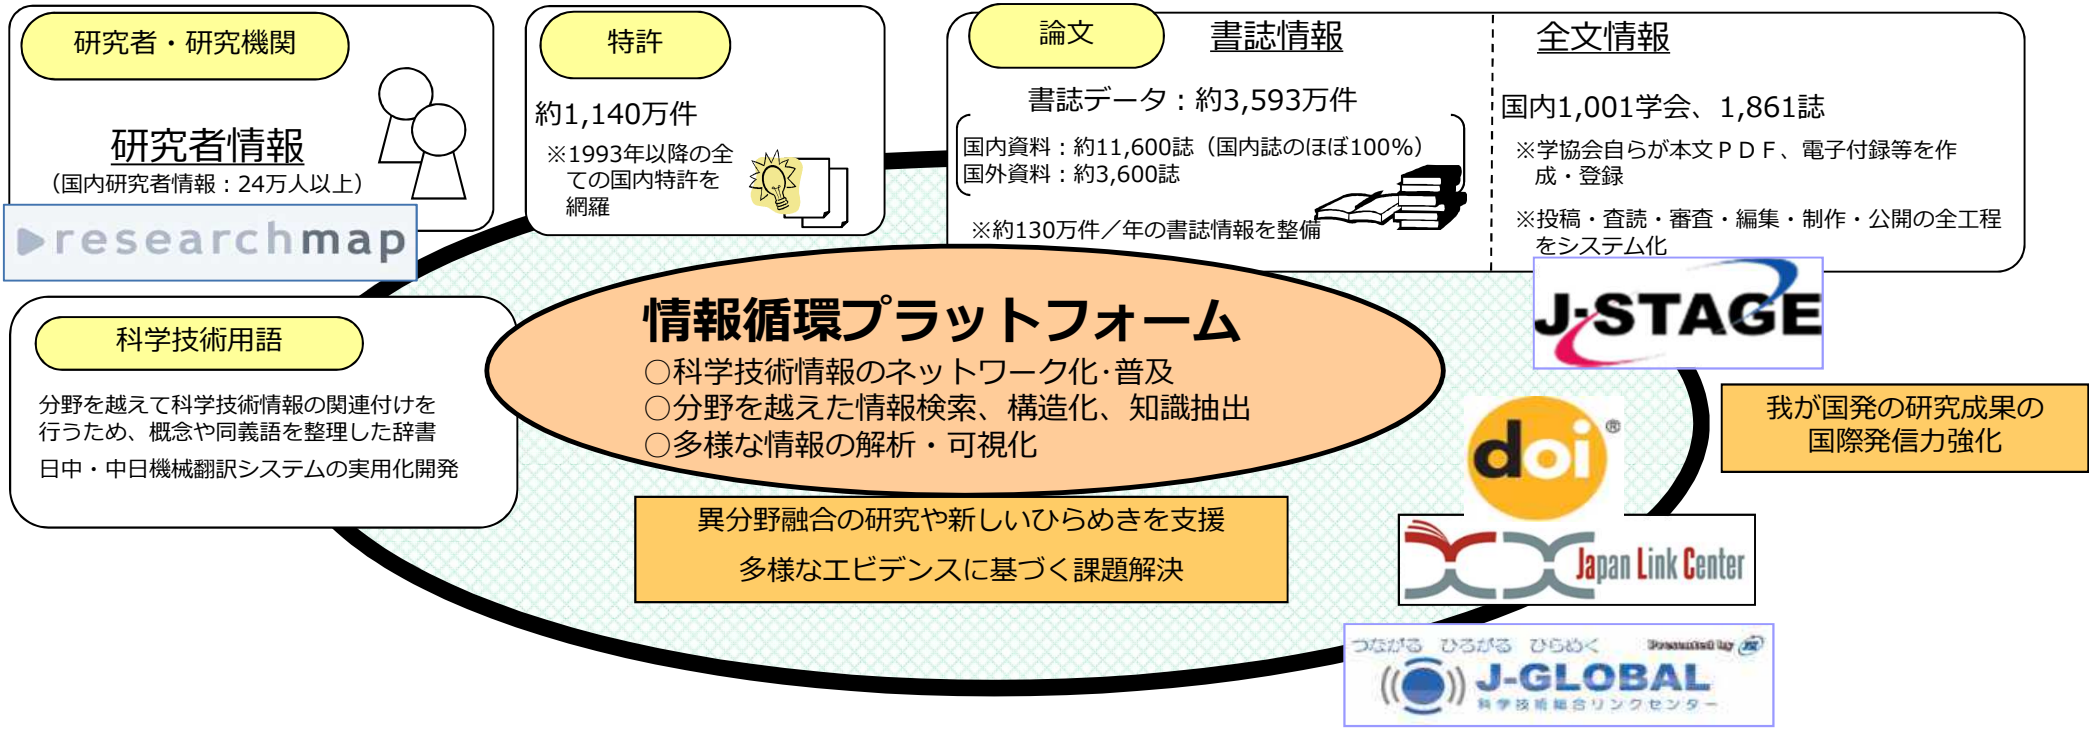 研究者・研究機関
研究者情報
（国内研究者情報：24万人以上）
researchmap
特許
約1,140万件
※1993年以降の全
ての国内特許を
網羅
論文
書誌情報
書誌データ：約3,593万件
国内資料：約11,600誌（国内誌のほぼ100%）
国外資料：約3,600誌
※約130万件／年の書誌情報を整備
全文情報
国内1,001学会、1,861誌
※学協会自らが本文ＰＤＦ、電子付録等を作
成・登録
※投稿・査読・審査・編集・制作・公開の全工程
をシステム化
J-STAGE
科学技術用語
分野を越えて科学技術情報の関連付けを
行うため、概念や同義語を整理した辞書
日中・中日機械翻訳システムの実用化開発
情報循環プラットフォーム
○科学技術情報のネットワーク化･普及
○分野を越えた情報検索、構造化、知識抽出
○多様な情報の解析・可視化
異分野融合の研究や新しいひらめきを支援
多様なエビデンスに基づく課題解決
我が国発の研究成果の
国際発信力強化
doi®
Japan Link Center
つながる ひろがる ひらめく Presented by
J-GLOBAL
科学技術総合リンクセンター